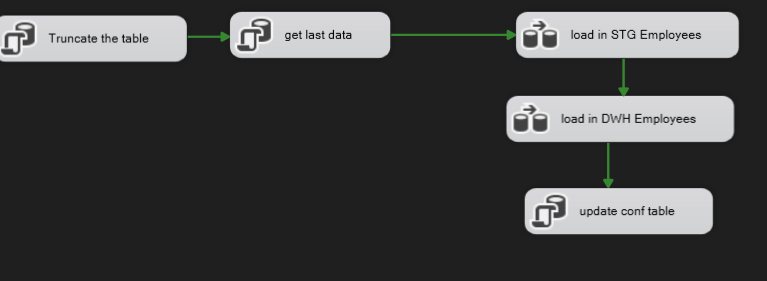 Truncate the table
get last data
load in STG Employees
load in DWH Employees
update conf table